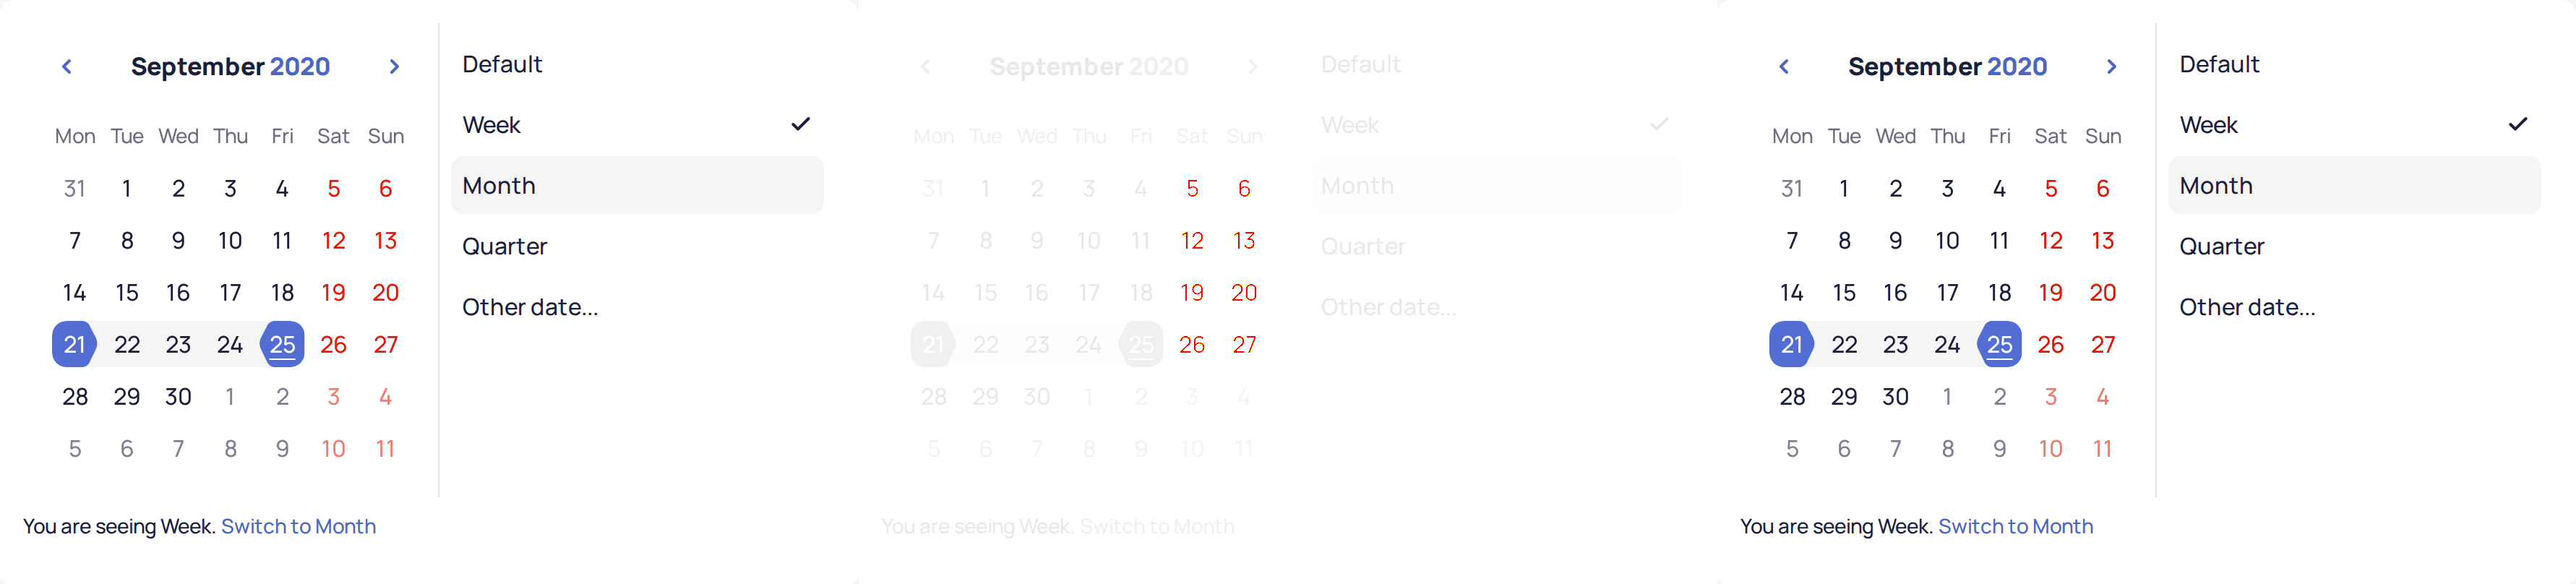 September 2020
Mon Tue Wed Thu Fri Sat Sun
31 1 2 3 4 5 6
7 8 9 10 11 12 13
14 15 16 17 18 19 20
21 22 23 24 25 26 27
28 29 30 1 2 3 4
5 6 7 8 9 10 11
Default
Week
Month
Quarter
Other date...
You are seeing Week. Switch to Month
September 2020
Mon Tue Wed Thu Fri Sat Sun
31 1 2 3 4 5 6
7 8 9 10 11 12 13
14 15 16 17 18 19 20
21 22 23 24 25 26 27
28 29 30 1 2 3 4
5 6 7 8 9 10 11
Default
Week
Month
Quarter
Other date...
You are seeing Week. Switch to Month
September 2020
Mon Tue Wed Thu Fri Sat Sun
31 1 2 3 4 5 6
7 8 9 10 11 12 13
14 15 16 17 18 19 20
21 22 23 24 25 26 27
28 29 30 1 2 3 4
5 6 7 8 9 10 11
Default
Week
Month
Quarter
Other date...
You are seeing Week. Switch to Month